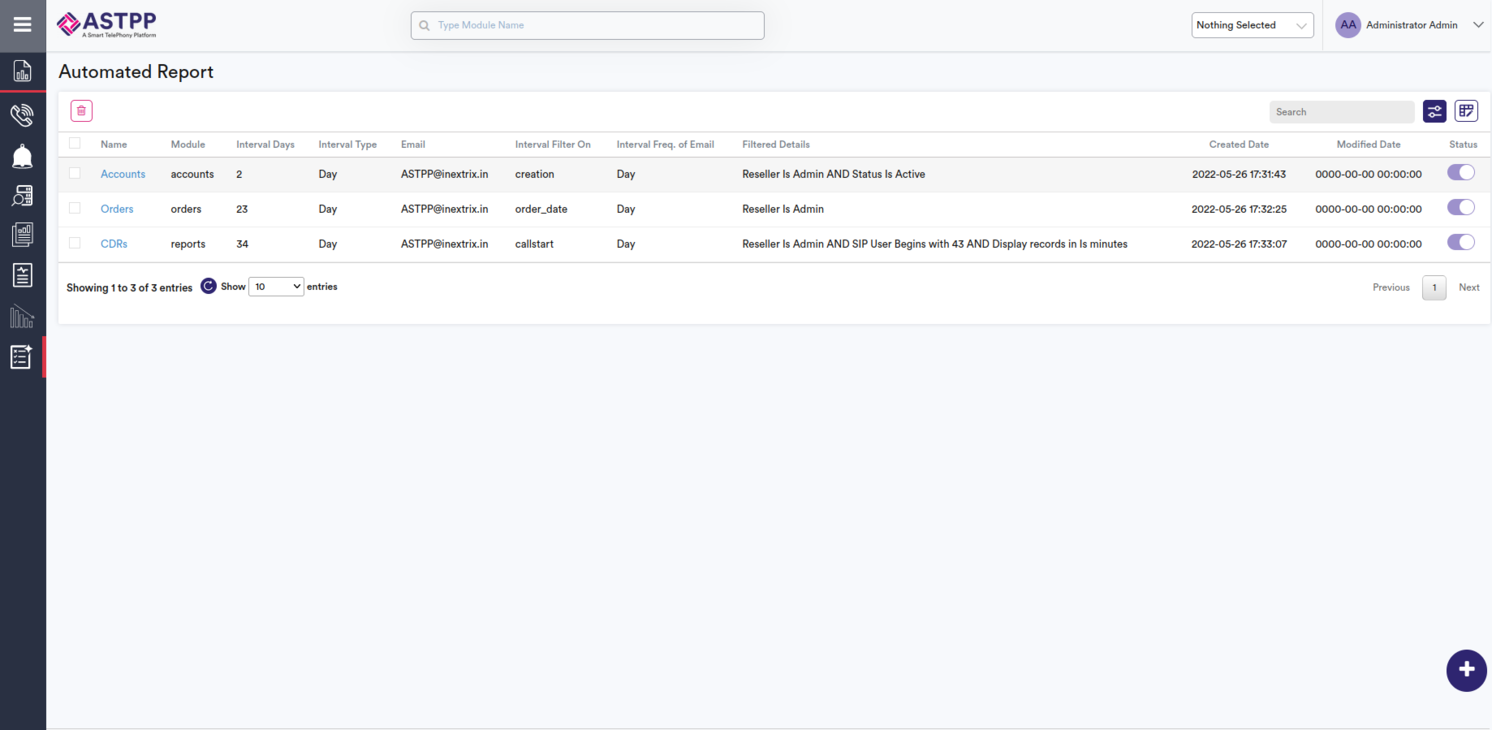 ASTPP
A Smart TelePhony Platform
Type Module Name
Nothing Selected
AA Administrator Admin
Automated Report
Search
Name Module Interval Days Interval Type Email Interval Filter On Interval Freq. of Email Filtered Details Created Date Modified Date Status
Accounts accounts 2 Day ASTPP@inextrix.in creation Day Reseller Is Admin AND Status Is Active 2022-05-26 17:31:43 0000-00-00 00:00:00
Orders orders 23 Day ASTPP@inextrix.in order_date Day Reseller Is Admin 2022-05-26 17:32:25 0000-00-00 00:00:00
CDRs reports 34 Day ASTPP@inextrix.in callstart Day Reseller Is Admin AND SIP User Begins with 43 AND Display records in Is minutes 2022-05-26 17:33:07 0000-00-00 00:00:00
Showing 1 to 3 of 3 entries Show 10 entries Previous 1 Next